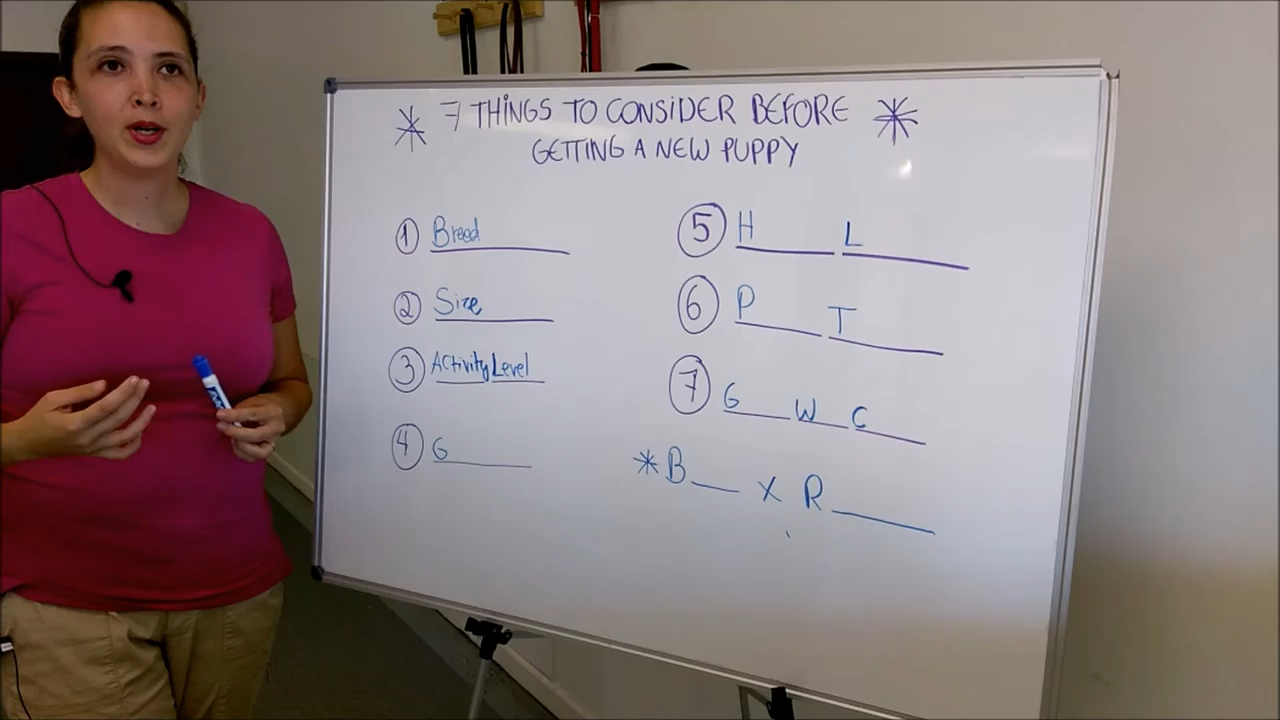 * 7 THINGS TO CONSIDER BEFORE *
GETTING A NEW PUPPY
1 Breed
2 Size
3 Activity Level
4 G
5 H L
6 P T
7 G W C
* B X R